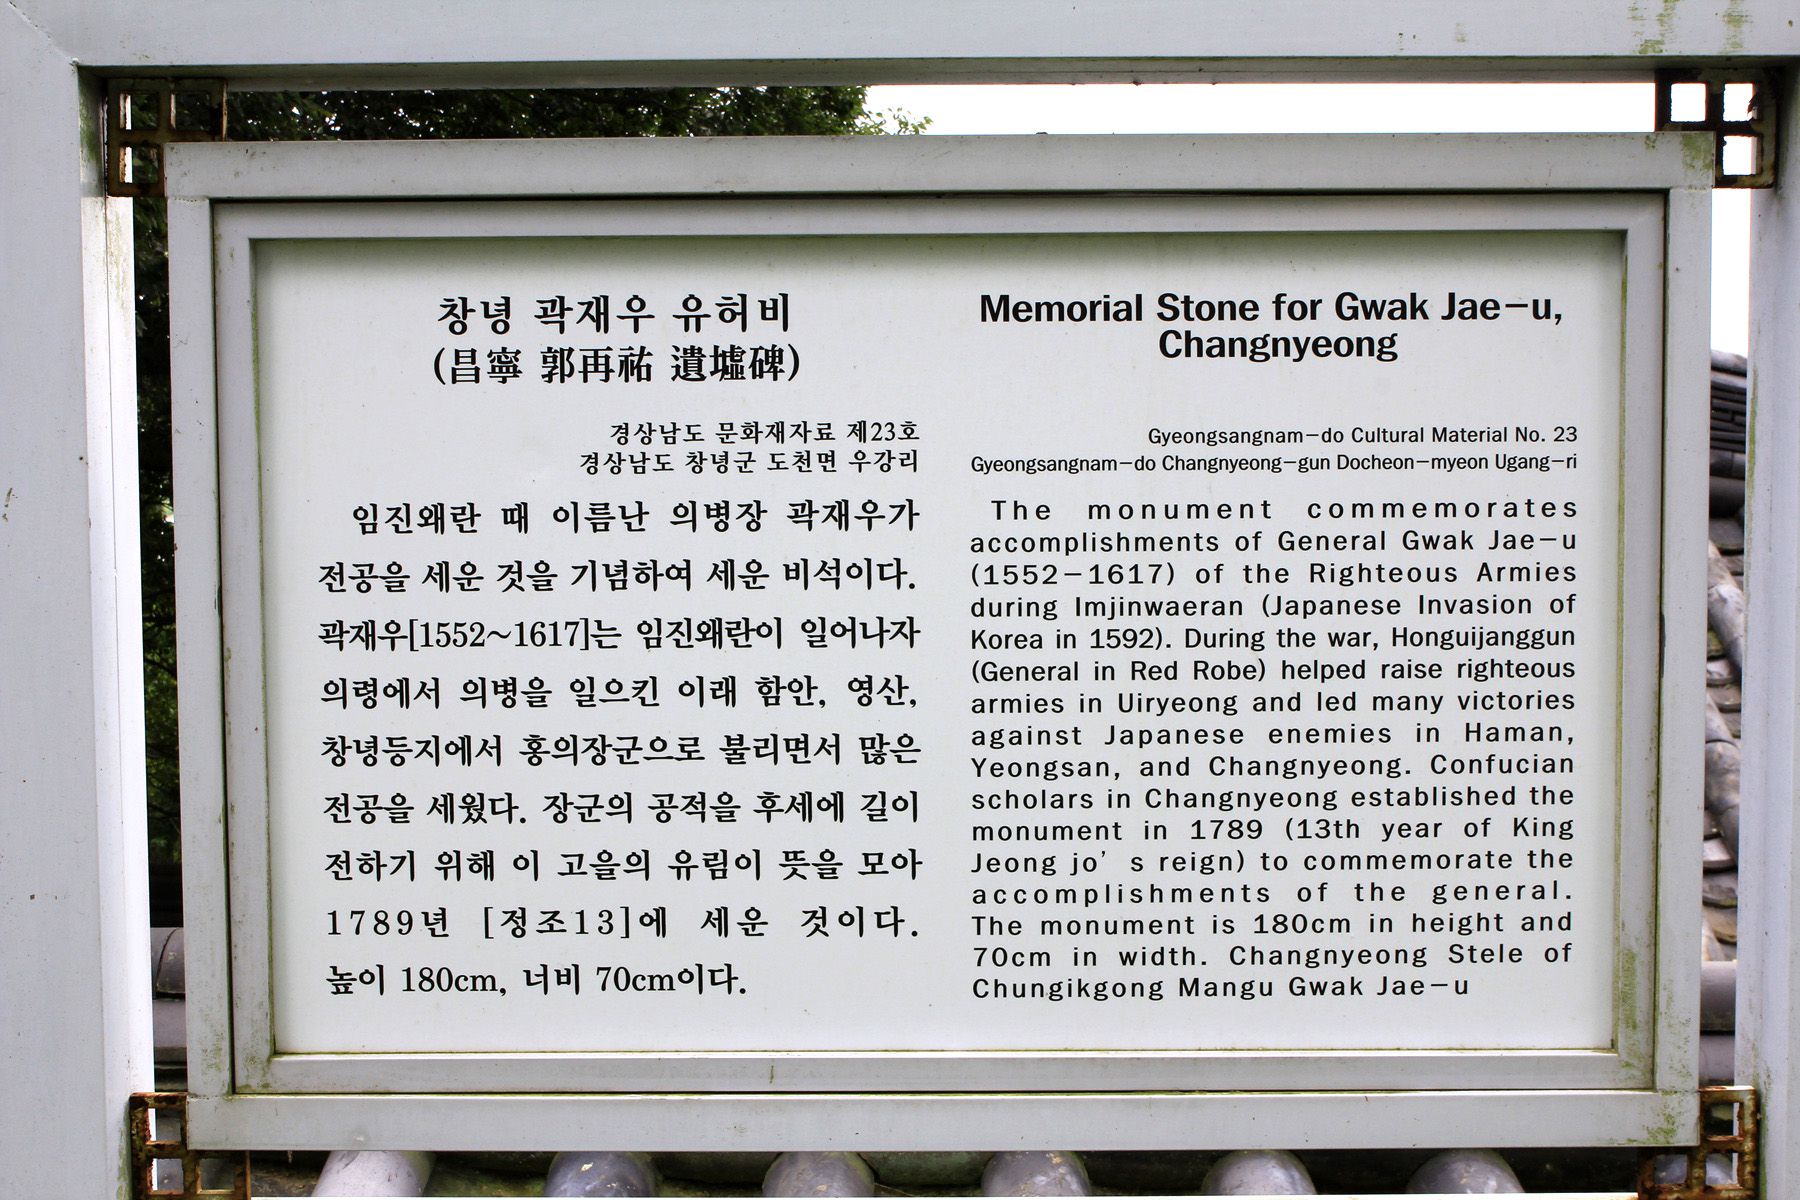 창녕 곽재우 유허비
(昌寧 郭再祐 遺墟碑)
경상남도 문화재자료 제23호
경상남도 창녕군 도천면 우강리
임진왜란 때 이름난 의병장 곽재우가
전공을 세운 것을 기념하여 세운 비석이다.
곽재우[1552~1617]는 임진왜란이 일어나자
의령에서 의병을 일으킨 이래 함안, 영산,
창녕등지에서 홍의장군으로 불리면서 많은
전공을 세웠다. 장군의 공적을 후세에 길이
전하기 위해 이 고을의 유림이 뜻을 모아
1789년 [정조13]에 세운 것이다.
높이 180cm, 너비 70cm이다.
Memorial Stone for Gwak Jae-u,
Changnyeong
Gyeongsangnam-do Cultural Material No. 23
Gyeongsangnam-do Changnyeong-gun Docheon-myeon Ugang-ri
The monument commemorates
accomplishments of General Gwak Jae-u
(1552-1617) of the Righteous Armies
during Imjinwaeran (Japanese Invasion of
Korea in 1592). During the war, Honguijanggun
(General in Red Robe) helped raise righteous
armies in Uiryeong and led many victories
against Japanese enemies in Haman,
Yeongsan, and Changnyeong. Confucian
scholars in Changnyeong established the
monument in 1789 (13th year of King
Jeong jo' s reign) to commemorate the
accomplishments of the general.
The monument is 180cm in height and
70cm in width. Changnyeong Stele of
Chungikgong Mangu Gwak Jae-u